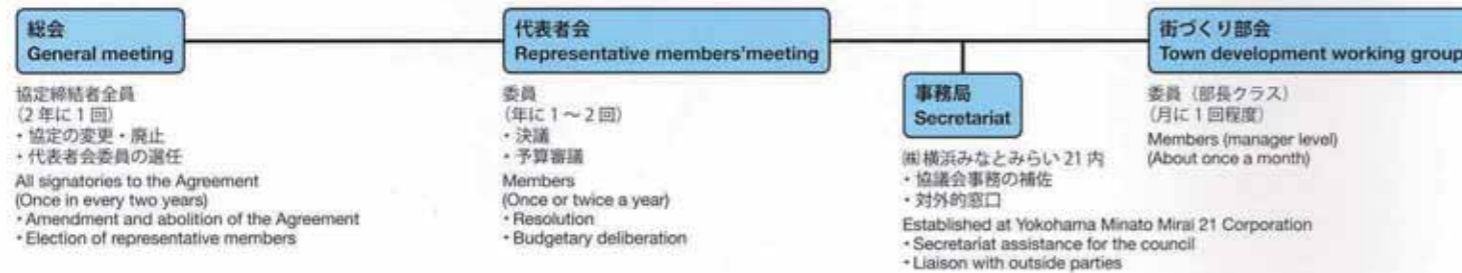 総会
General meeting
協定締結者全員
（2年に1回）
・協定の変更・廃止
・代表者会委員の選任
All signatories to the Agreement
(Once in every two years)
・Amendment and abolition of the Agreement
・Election of representative members
代表者会
Representative members'meeting
委員
（年に1～2回）
・決議
・予算審議
Members
(Once or twice a year)
・Resolution
・Budgetary deliberation
事務局
Secretariat
㈱横浜みなとみらい21内
・協議会事務の補佐
・対外的窓口
Established at Yokohama Minato Mirai 21 Corporation
・Secretariat assistance for the council
・Liaison with outside parties
街づくり部会
Town development working group
委員（部長クラス）
（月に1回程度）
Members (manager level)
(About once a month)